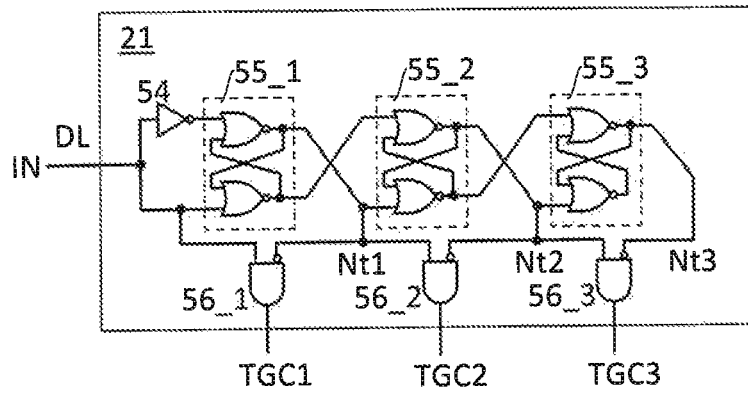 21
55_1
55_2
55_3
54
DL
IN
Nt1
Nt2
Nt3
56_1
56_2
56_3
TGC1
TGC2
TGC3